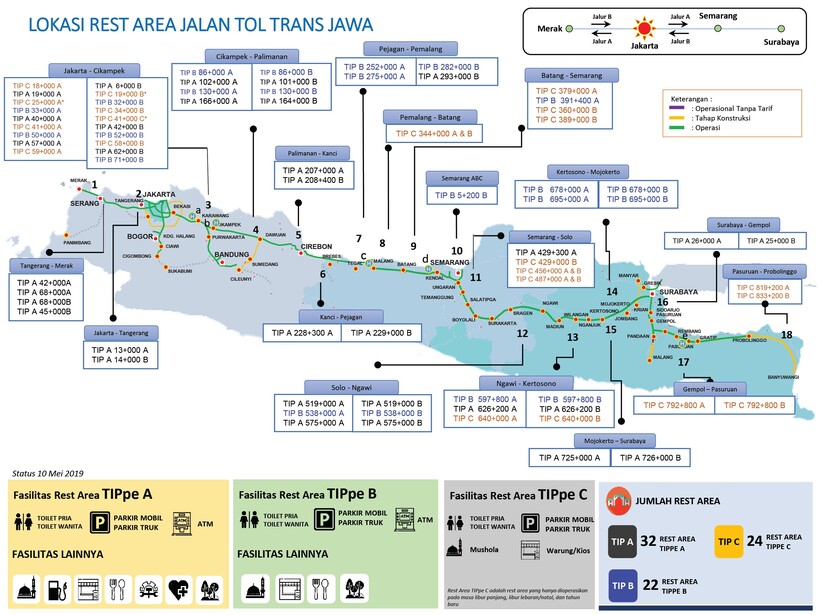 LOKASI REST AREA JALAN TOL TRANS JAWA
Merak
Jalur B
Jalur A
Jakarta
Jalur A
Jalur B
Semarang
Surabaya
Keterangan :
: Operasional Tanpa Tarif
: Tahap Konstruksi
: Operasi
Jakarta - Cikampek
TIP C 18+000 A
TIP A 19+000 A
TIP C 25+000 A*
TIP B 33+000 A
TIP A 40+000 A
TIP C 41+000 A
TIP B 50+000 A
TIP A 57+000 A
TIP C 59+000 A
TIP A 6+000 B
TIP C 19+000 B*
TIP B 32+000 B
TIP C 34+000 B
TIP C 41+000 C*
TIP A 42+000 B
TIP B 52+000 B
TIP C 58+000 B
TIP A 62+000 B
TIP B 71+000 B
Cikampek - Palimanan
TIP B 86+000 A
TIP A 102+000 A
TIP B 130+000 A
TIP A 166+000 A
TIP B 86+000 B
TIP A 101+000 B
TIP B 130+000 B
TIP A 164+000 B
Pejagan - Pemalang
TIP B 252+000 A
TIP B 275+000 A
TIP B 282+000 B
TIP A 293+000 B
Pemalang - Batang
TIP C 344+000 A & B
Batang - Semarang
TIP C 379+000 A
TIP B 391+400 A
TIP C 360+000 B
TIP C 389+000 B
Palimanan - Kanci
TIP A 207+000 A
TIP A 208+400 B
Semarang ABC
TIP B 5+200 B
Kertosono - Mojokerto
TIP B 678+000 A
TIP B 695+000 A
TIP B 678+000 B
TIP B 695+000 B
Semarang - Solo
TIP A 429+300 A
TIP C 429+000 B
TIP C 456+000 A & B
TIP C 487+000 A & B
Surabaya - Gempol
TIP A 26+000 A
TIP A 25+000 B
Pasuruan - Probolinggo
TIP C 819+200 A
TIP C 833+200 B
Tangerang - Merak
TIP A 42+000A
TIP A 68+000A
TIP A 68+000B
TIP A 45+000B
Jakarta - Tangerang
TIP A 13+000 A
TIP A 14+000 B
Kanci - Pejagan
TIP A 228+300 A
TIP A 229+000 B
Solo - Ngawi
TIP A 519+000 A
TIP B 538+000 A
TIP A 575+000 A
TIP A 519+000 B
TIP B 538+000 B
TIP A 575+000 B
Ngawi - Kertosono
TIP B 597+800 A
TIP A 626+200 A
TIP C 640+000 A
TIP B 597+800 B
TIP A 626+200 B
TIP C 640+000 B
Gempol – Pasuruan
TIP C 792+800 A
TIP C 792+800 B
Mojokerto – Surabaya
TIP A 725+000 A
TIP A 726+000 B
MERAK
1
SERANG
PANIMBANG
TANGERANG
2
JAKARTA
BEKASI
3
a
KARAWANG
b
PURWAKARTA
BOGOR
KDG. HALANG
CIAWI
CIGOMBONG
SUKABUMI
BANDUNG
CILEUNYI
SUMEDANG
4
DAWUAN
5
CIREBON
6
BREBES
7
TEGAL
c
8
MALANG
BATANG
9
d
KENDAL
SEMARANG
10
11
UNGARAN
TEMANGGUNG
SALATIGA
BOYOLALI
SURAKARTA
SRAGEN
12
NGAWI
MADIUN
13
NGANJUK
KERTOSONO
14
15
MOJOKERTO
JOMBANG
MANYAR
GRESIK
SURABAYA
16
KRIAN
SIDOARJO
GEMPOL
PANDAAN
MALANG
REMBANG
e
17
GRATI
PROBOLINGGO
18
BANYUWANGI
Status 10 Mei 2019
Fasilitas Rest Area TIPpe A
TOILET PRIA
TOILET WANITA
P
PARKIR MOBIL
PARKIR TRUK
ATM
ATM
FASILITAS LAINNYA
Fasilitas Rest Area TIPpe B
TOILET PRIA
TOILET WANITA
P
PARKIR MOBIL
PARKIR TRUK
ATM
ATM
FASILITAS LAINNYA
Fasilitas Rest Area TIPpe C
TOILET PRIA
TOILET WANITA
P
PARKIR MOBIL
PARKIR TRUK
Mushola
Warung/Kios
Rest Area TIPe C adalah rest area yang hanya dioperasikan
pada masa libur panjang, libur lebaran/natal, dan tahun
baru
JUMLAH REST AREA
TIP A
32 REST AREA
TIPPE A
TIP C
24 REST AREA
TIPPE C
TIP B
22 REST AREA
TIPPE B